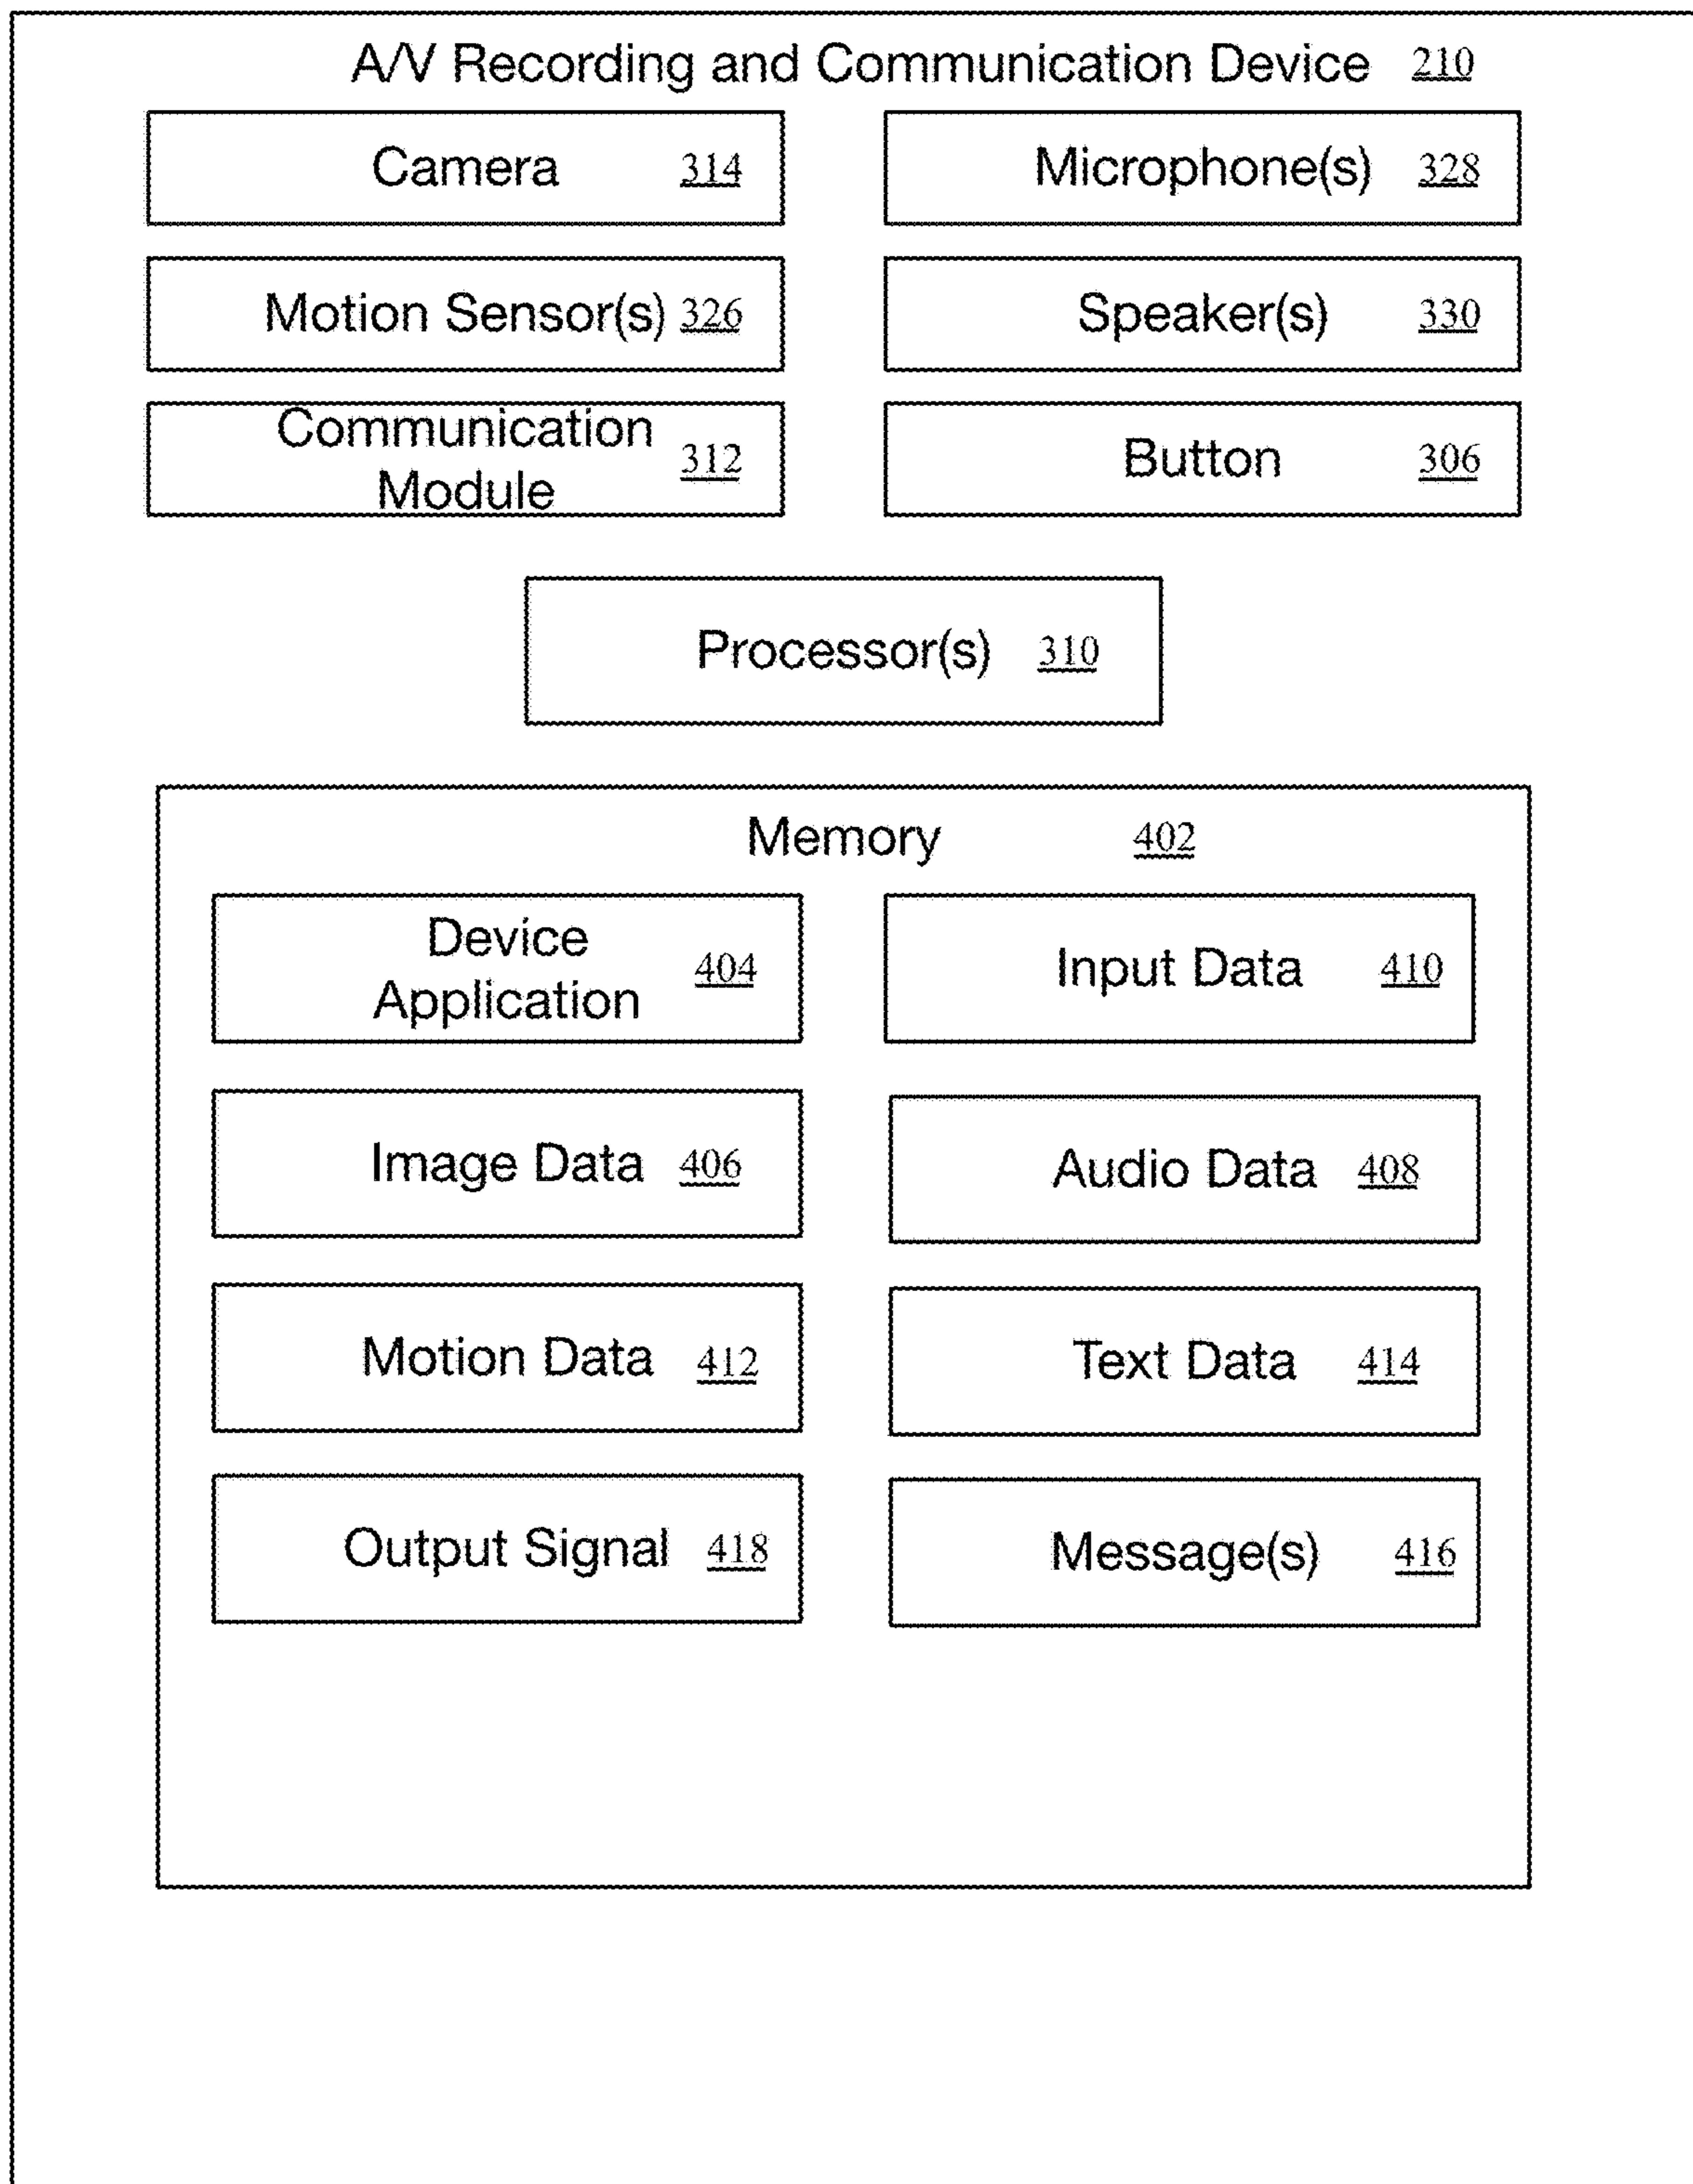 A/V Recording and Communication Device 210
Camera 314
Microphone(s) 328
Motion Sensor(s) 326
Speaker(s) 330
Communication
Module 312
Button 306
Processor(s) 310
Memory 402
Device
Application 404
Input Data 410
Image Data 406
Audio Data 408
Motion Data 412
Text Data 414
Output Signal 418
Message(s) 416